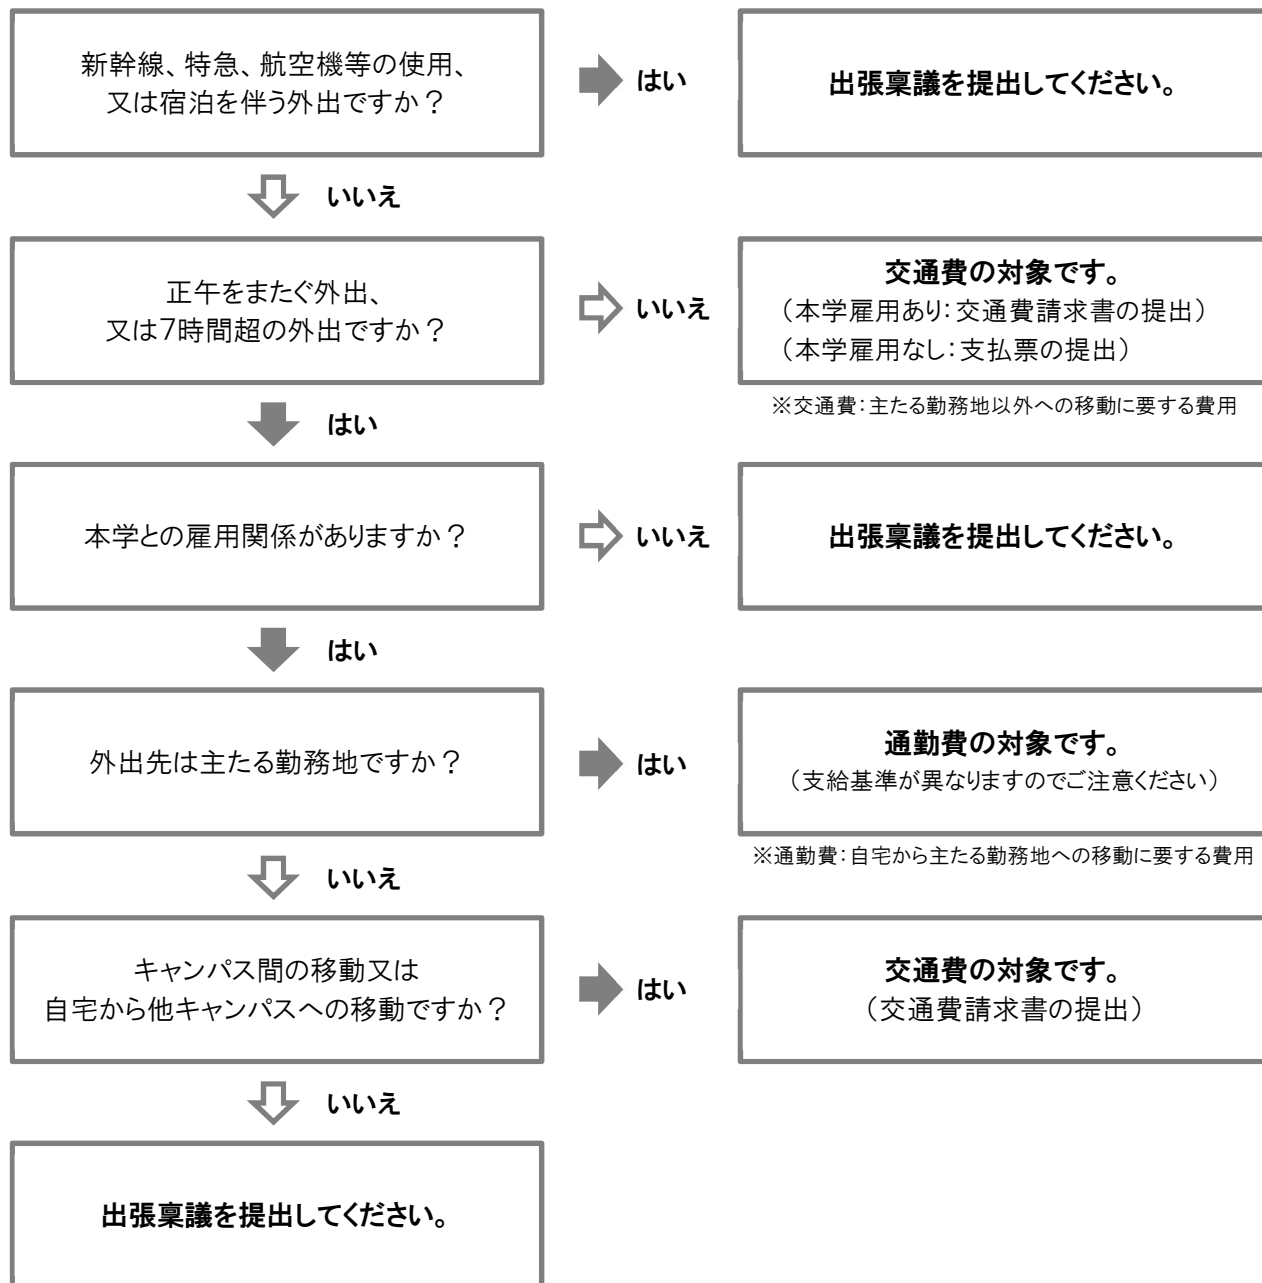 新幹線、特急、航空機等の使用、
又は宿泊を伴う外出ですか？
はい
出張稟議を提出してください。
いいえ
正午をまたぐ外出、
又は7時間超の外出ですか？
いいえ
交通費の対象です。
（本学雇用あり：交通費請求書の提出）
（本学雇用なし：支払票の提出）
※交通費：主たる勤務地以外への移動に要する費用
はい
本学との雇用関係がありますか？
いいえ
出張稟議を提出してください。
はい
外出先は主たる勤務地ですか？
はい
通勤費の対象です。
（支給基準が異なりますのでご注意ください）
※通勤費：自宅から主たる勤務地への移動に要する費用
いいえ
キャンパス間の移動又は
自宅から他キャンパスへの移動ですか？
はい
交通費の対象です。
（交通費請求書の提出）
いいえ
出張稟議を提出してください。